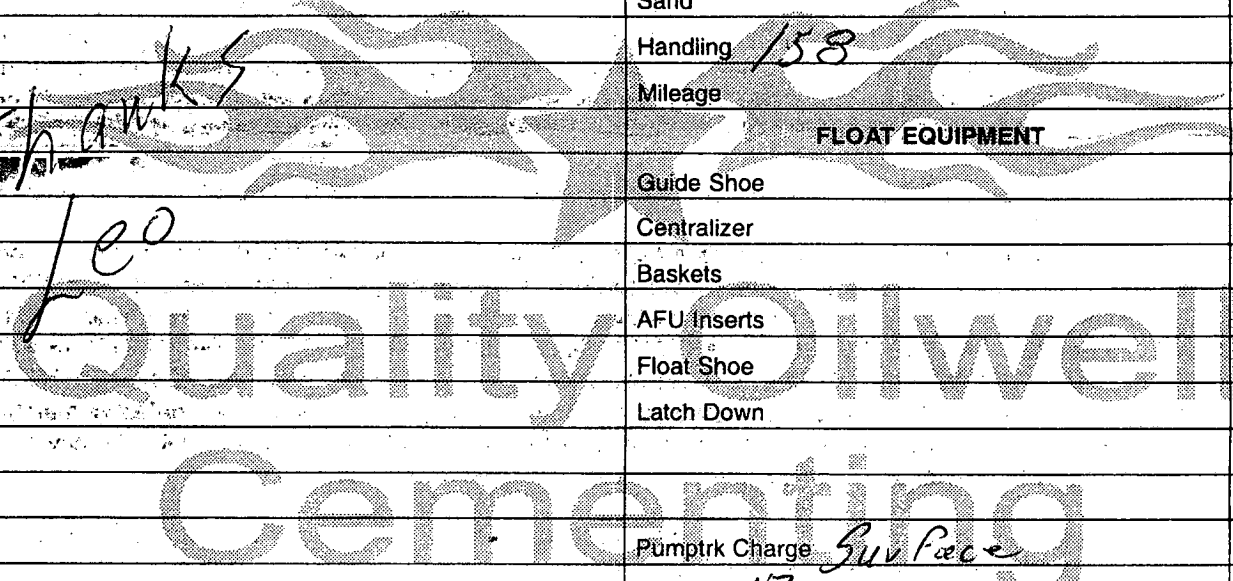 Sand
Handling 158
Mileage
FLOAT EQUIPMENT
Guide Shoe
Centralizer
Baskets
AFU Inserts
Float Shoe
Latch Down
Pumptrk Charge Surface
Thanks
Leo
Quality Oilwell
Cementing